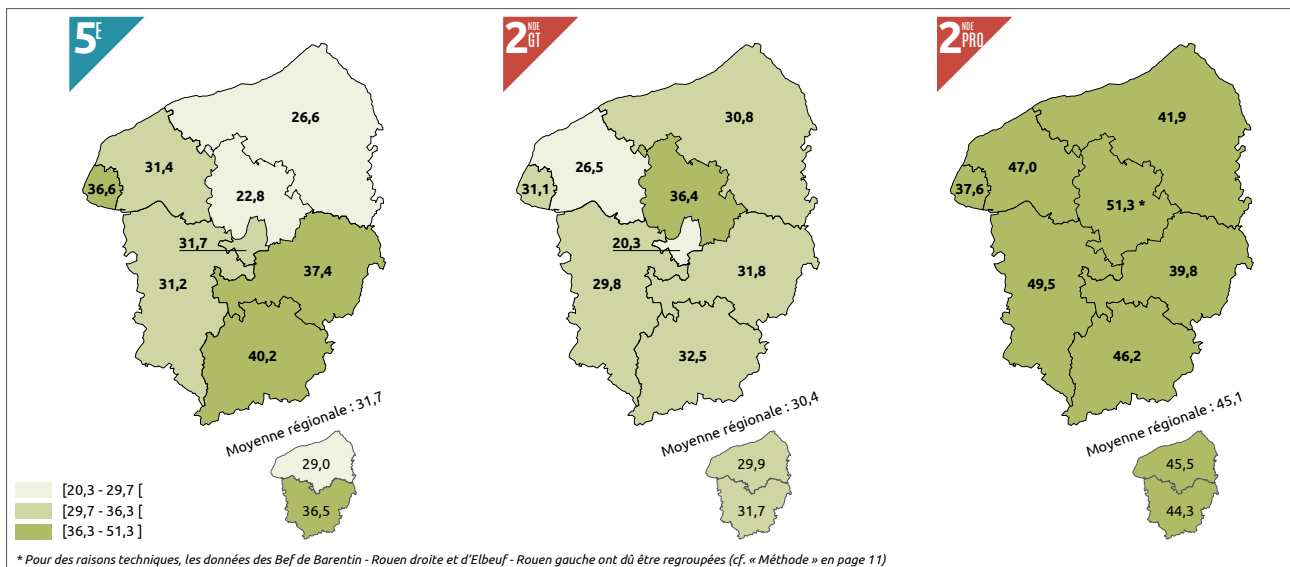 5E
26,6
31,4
36,6
22,8
31,7
37,4
31,2
40,2
Moyenne régionale : 31,7
29,0
36,5
2NDE GT
30,8
26,5
31,1
36,4
20,3
31,8
29,8
32,5
Moyenne régionale : 30,4
29,9
31,7
2NDE PRO
41,9
47,0
37,6
51,3 *
39,8
49,5
46,2
Moyenne régionale : 45,1
45,5
44,3
[20,3 - 29,7 [
[29,7 - 36,3 [
[36,3 - 51,3 ]
* Pour des raisons techniques, les données des Bef de Barentin - Rouen droite et d’Elbeuf - Rouen gauche ont dû être regroupées (cf. « Méthode » en page 11)